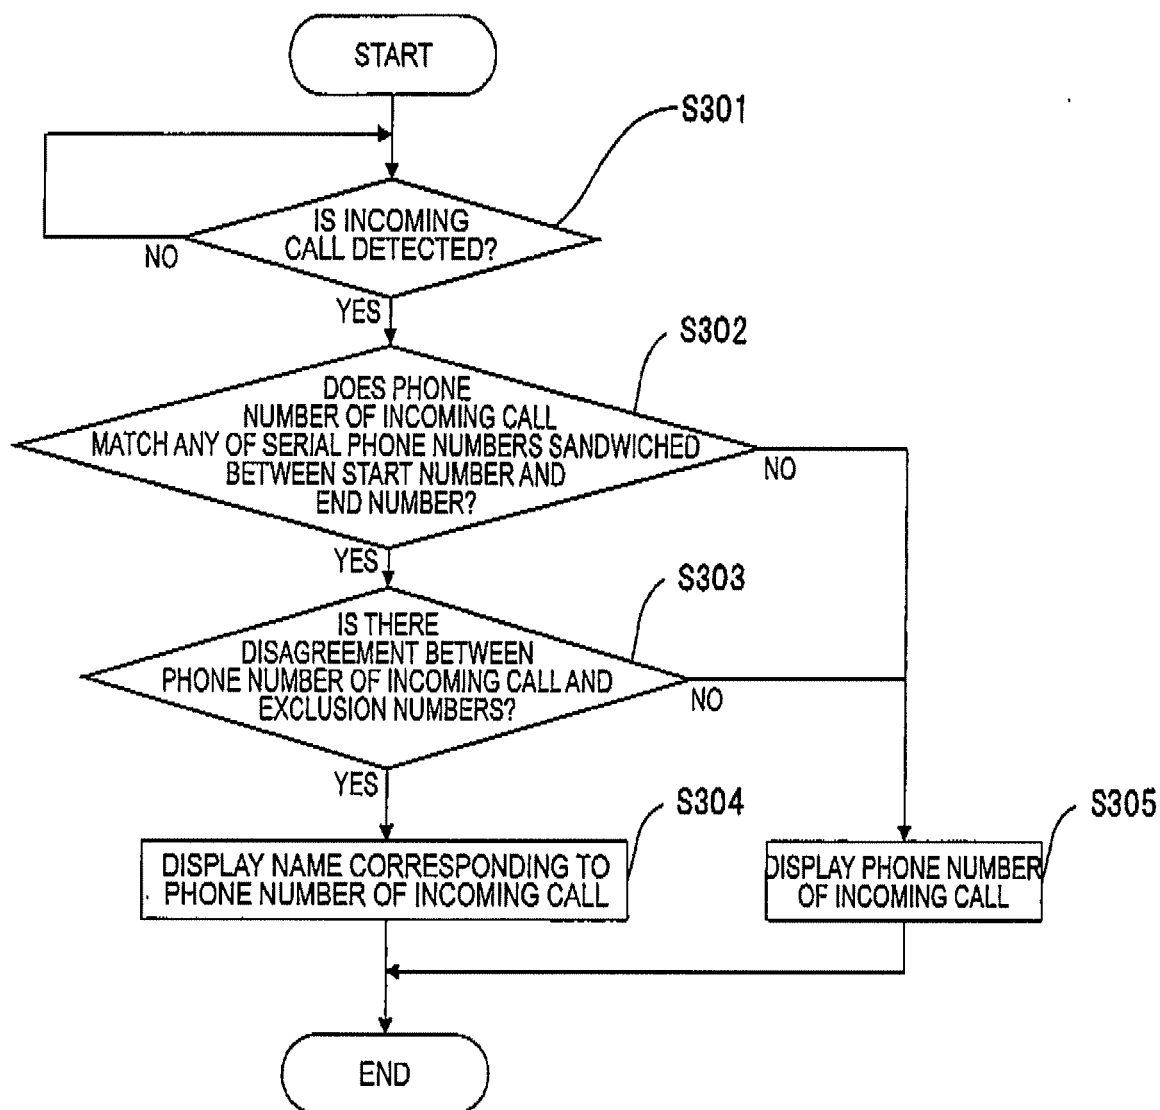 START
S301
IS INCOMING
CALL DETECTED?
NO
YES
S302
DOES PHONE
NUMBER OF INCOMING CALL
MATCH ANY OF SERIAL PHONE NUMBERS SANDWICHED
BETWEEN START NUMBER AND
END NUMBER?
NO
YES
S303
IS THERE
DISAGREEMENT BETWEEN
PHONE NUMBER OF INCOMING CALL AND
EXCLUSION NUMBERS?
NO
YES
S304
DISPLAY NAME CORRESPONDING TO
PHONE NUMBER OF INCOMING CALL
S305
DISPLAY PHONE NUMBER
OF INCOMING CALL
END